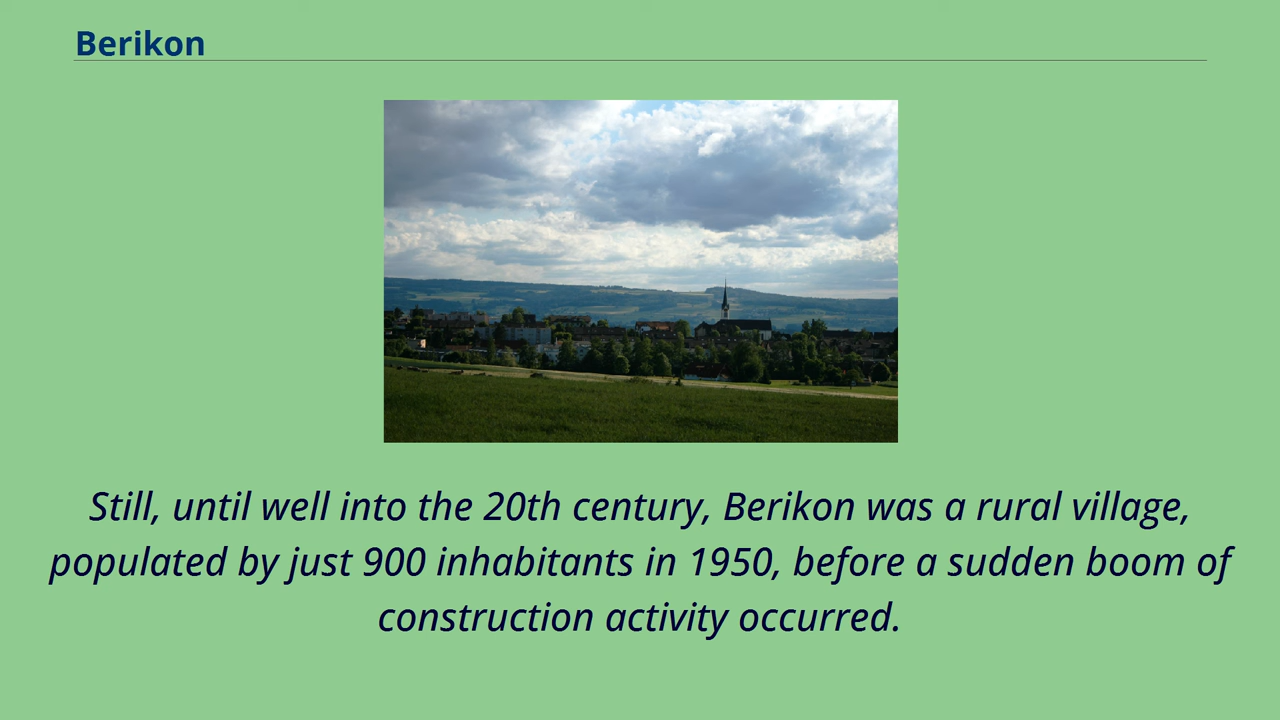 Berikon
Still, until well into the 20th century, Berikon was a rural village,
populated by just 900 inhabitants in 1950, before a sudden boom of
construction activity occurred.